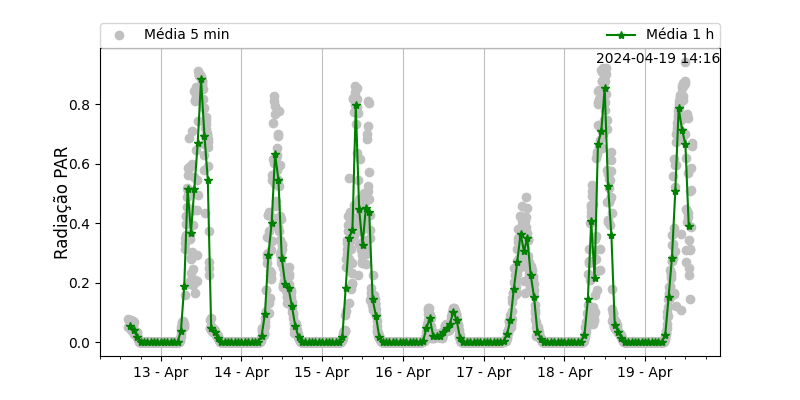 Média 5 min
Média 1 h
2024-04-19 14:16
Radiação PAR
0.8
0.6
0.4
0.2
0.0
13 - Apr
14 - Apr
15 - Apr
16 - Apr
17 - Apr
18 - Apr
19 - Apr